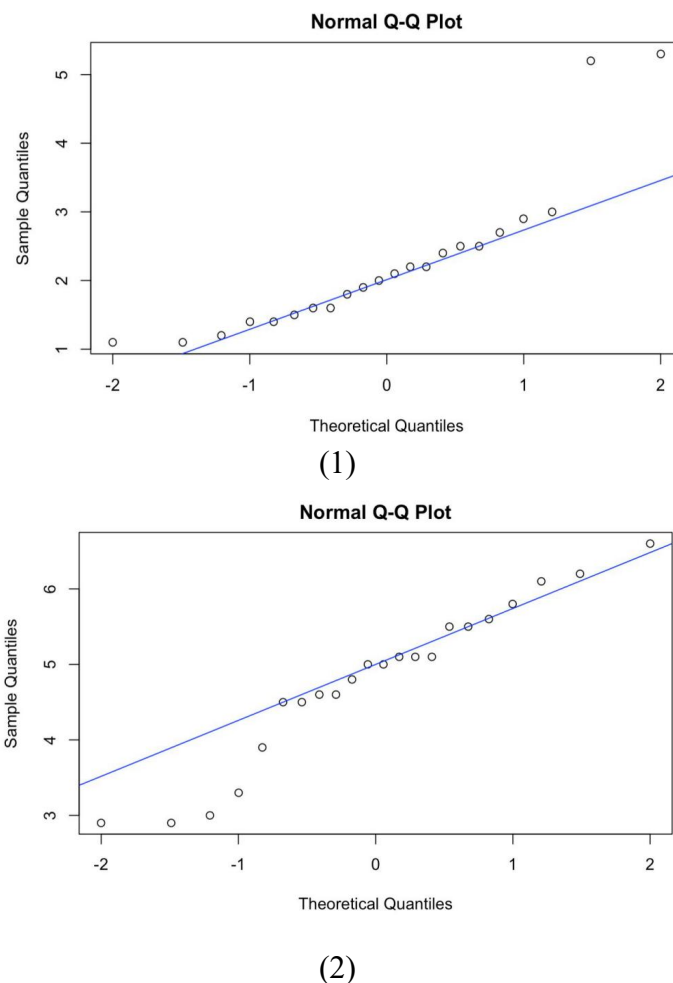 Normal Q-Q Plot
5
4
3
2
1
Sample Quantiles
-2 -1 0 1 2
Theoretical Quantiles
(1)
Normal Q-Q Plot
6
5
4
3
Sample Quantiles
-2 -1 0 1 2
Theoretical Quantiles
(2)